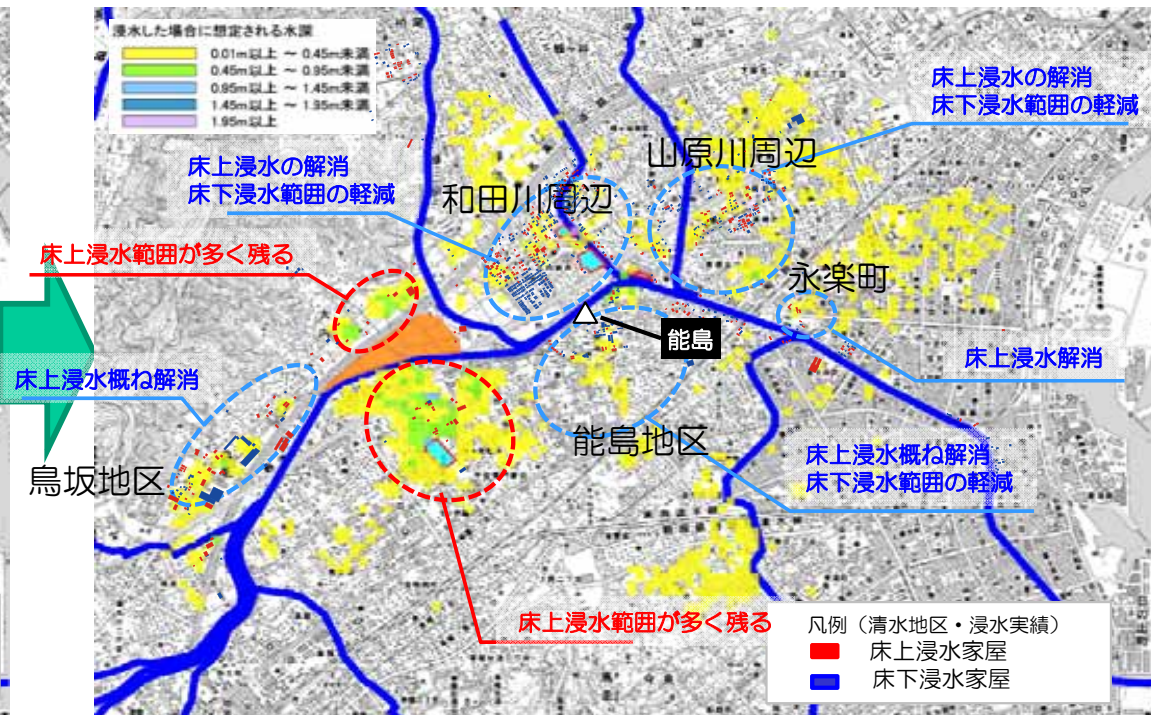 浸水した場合に想定される水深
0.01m以上 ～ 0.45m未満
0.45m以上 ～ 0.95m未満
0.95m以上 ～ 1.45m未満
1.45m以上 ～ 1.95m未満
1.95m以上
床上浸水の解消
床下浸水範囲の軽減
山原川周辺
床上浸水の解消
床下浸水範囲の軽減
和田川周辺
床上浸水範囲が多く残る
永楽町
能島
床上浸水解消
床上浸水概ね解消
能島地区
鳥坂地区
床上浸水概ね解消
床下浸水範囲の軽減
床上浸水範囲が多く残る
凡例（清水地区・浸水実績）
床上浸水家屋
床下浸水家屋